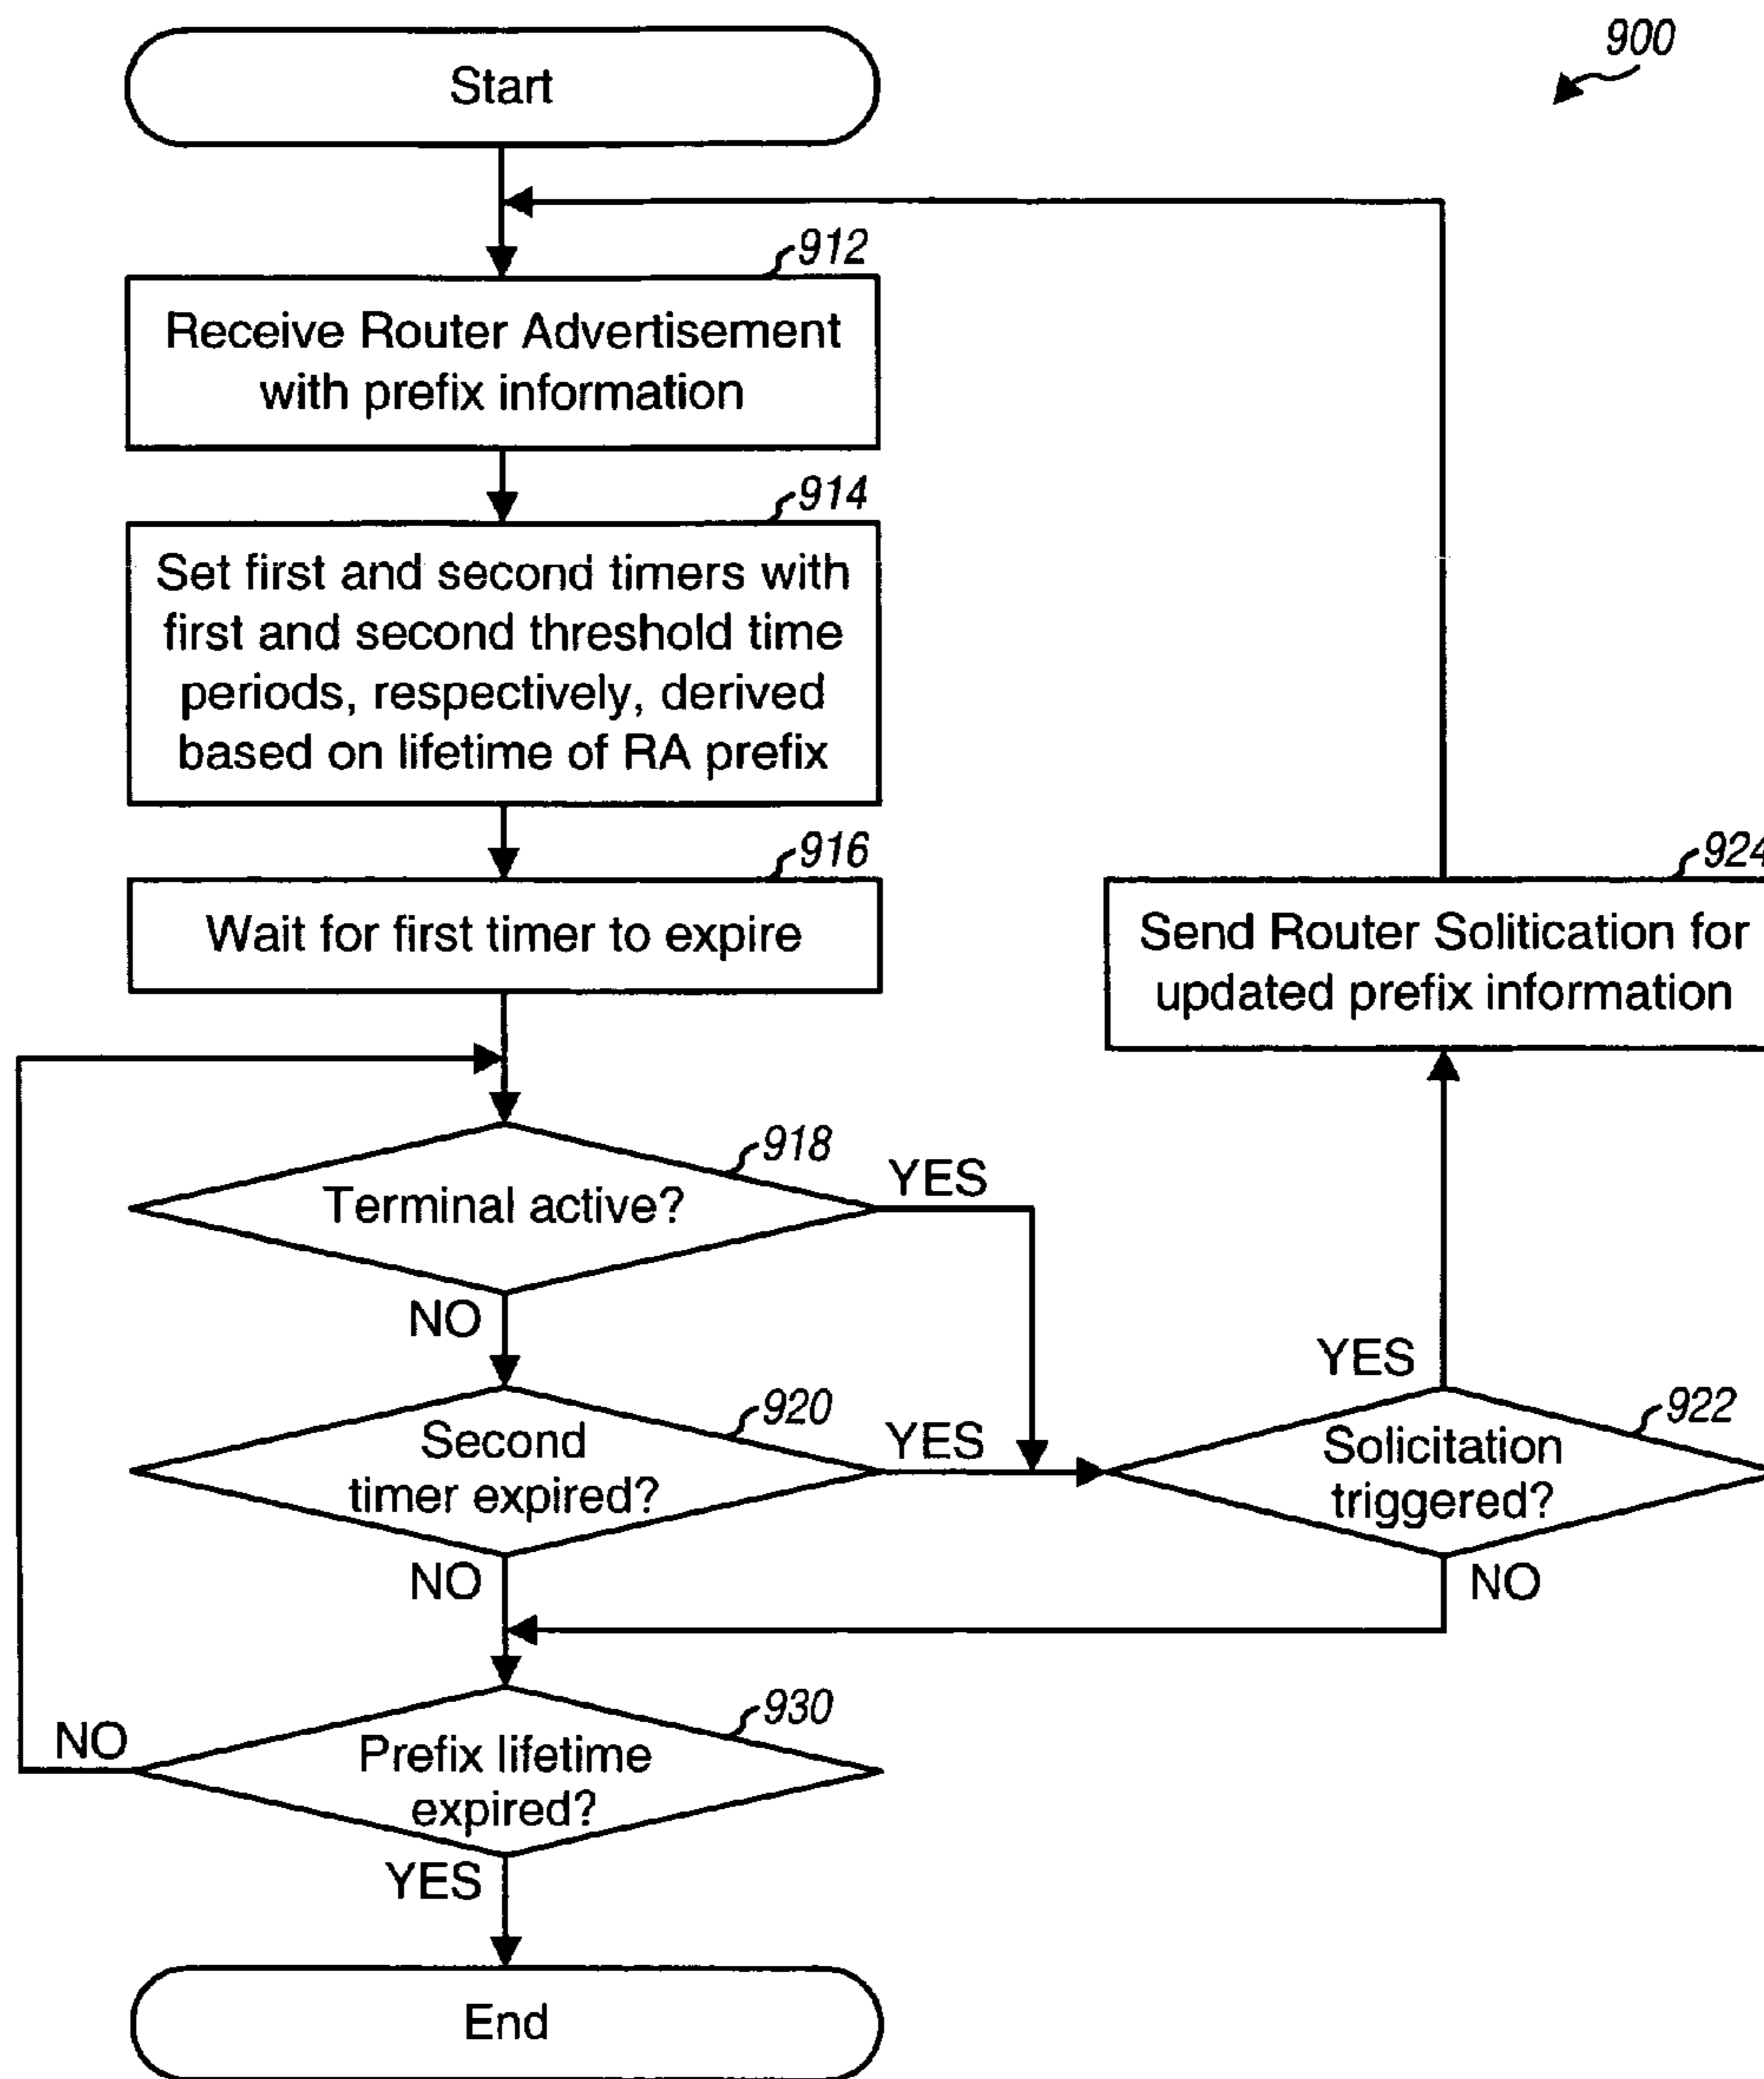 900
Start
912
Receive Router Advertisement
with prefix information
914
Set first and second timers with
first and second threshold time
periods, respectively, derived
based on lifetime of RA prefix
916
Wait for first timer to expire
924
Send Router Solitication for
updated prefix information
918
Terminal active?
YES
NO
920
Second
timer expired?
YES
NO
922
Solicitation
triggered?
YES
NO
930
Prefix lifetime
expired?
NO
YES
End